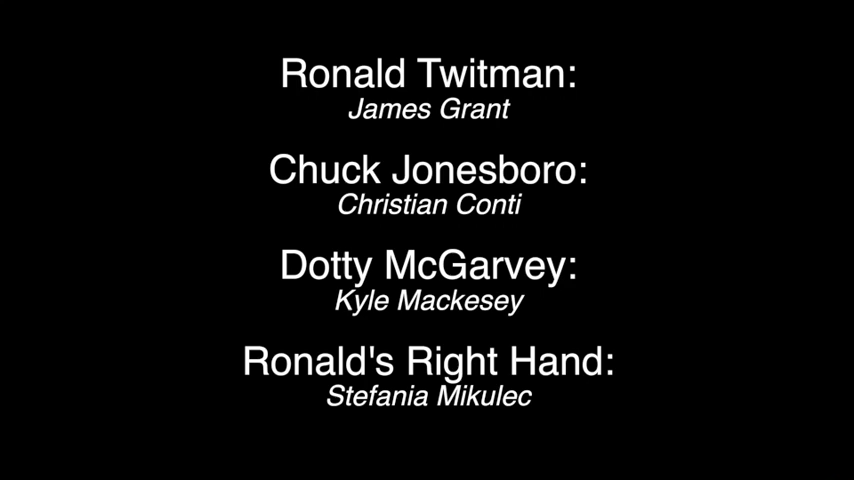 Ronald Twitman:
James Grant
Chuck Jonesboro:
Christian Conti
Dotty McGarvey:
Kyle Mackesey
Ronald's Right Hand:
Stefania Mikulec